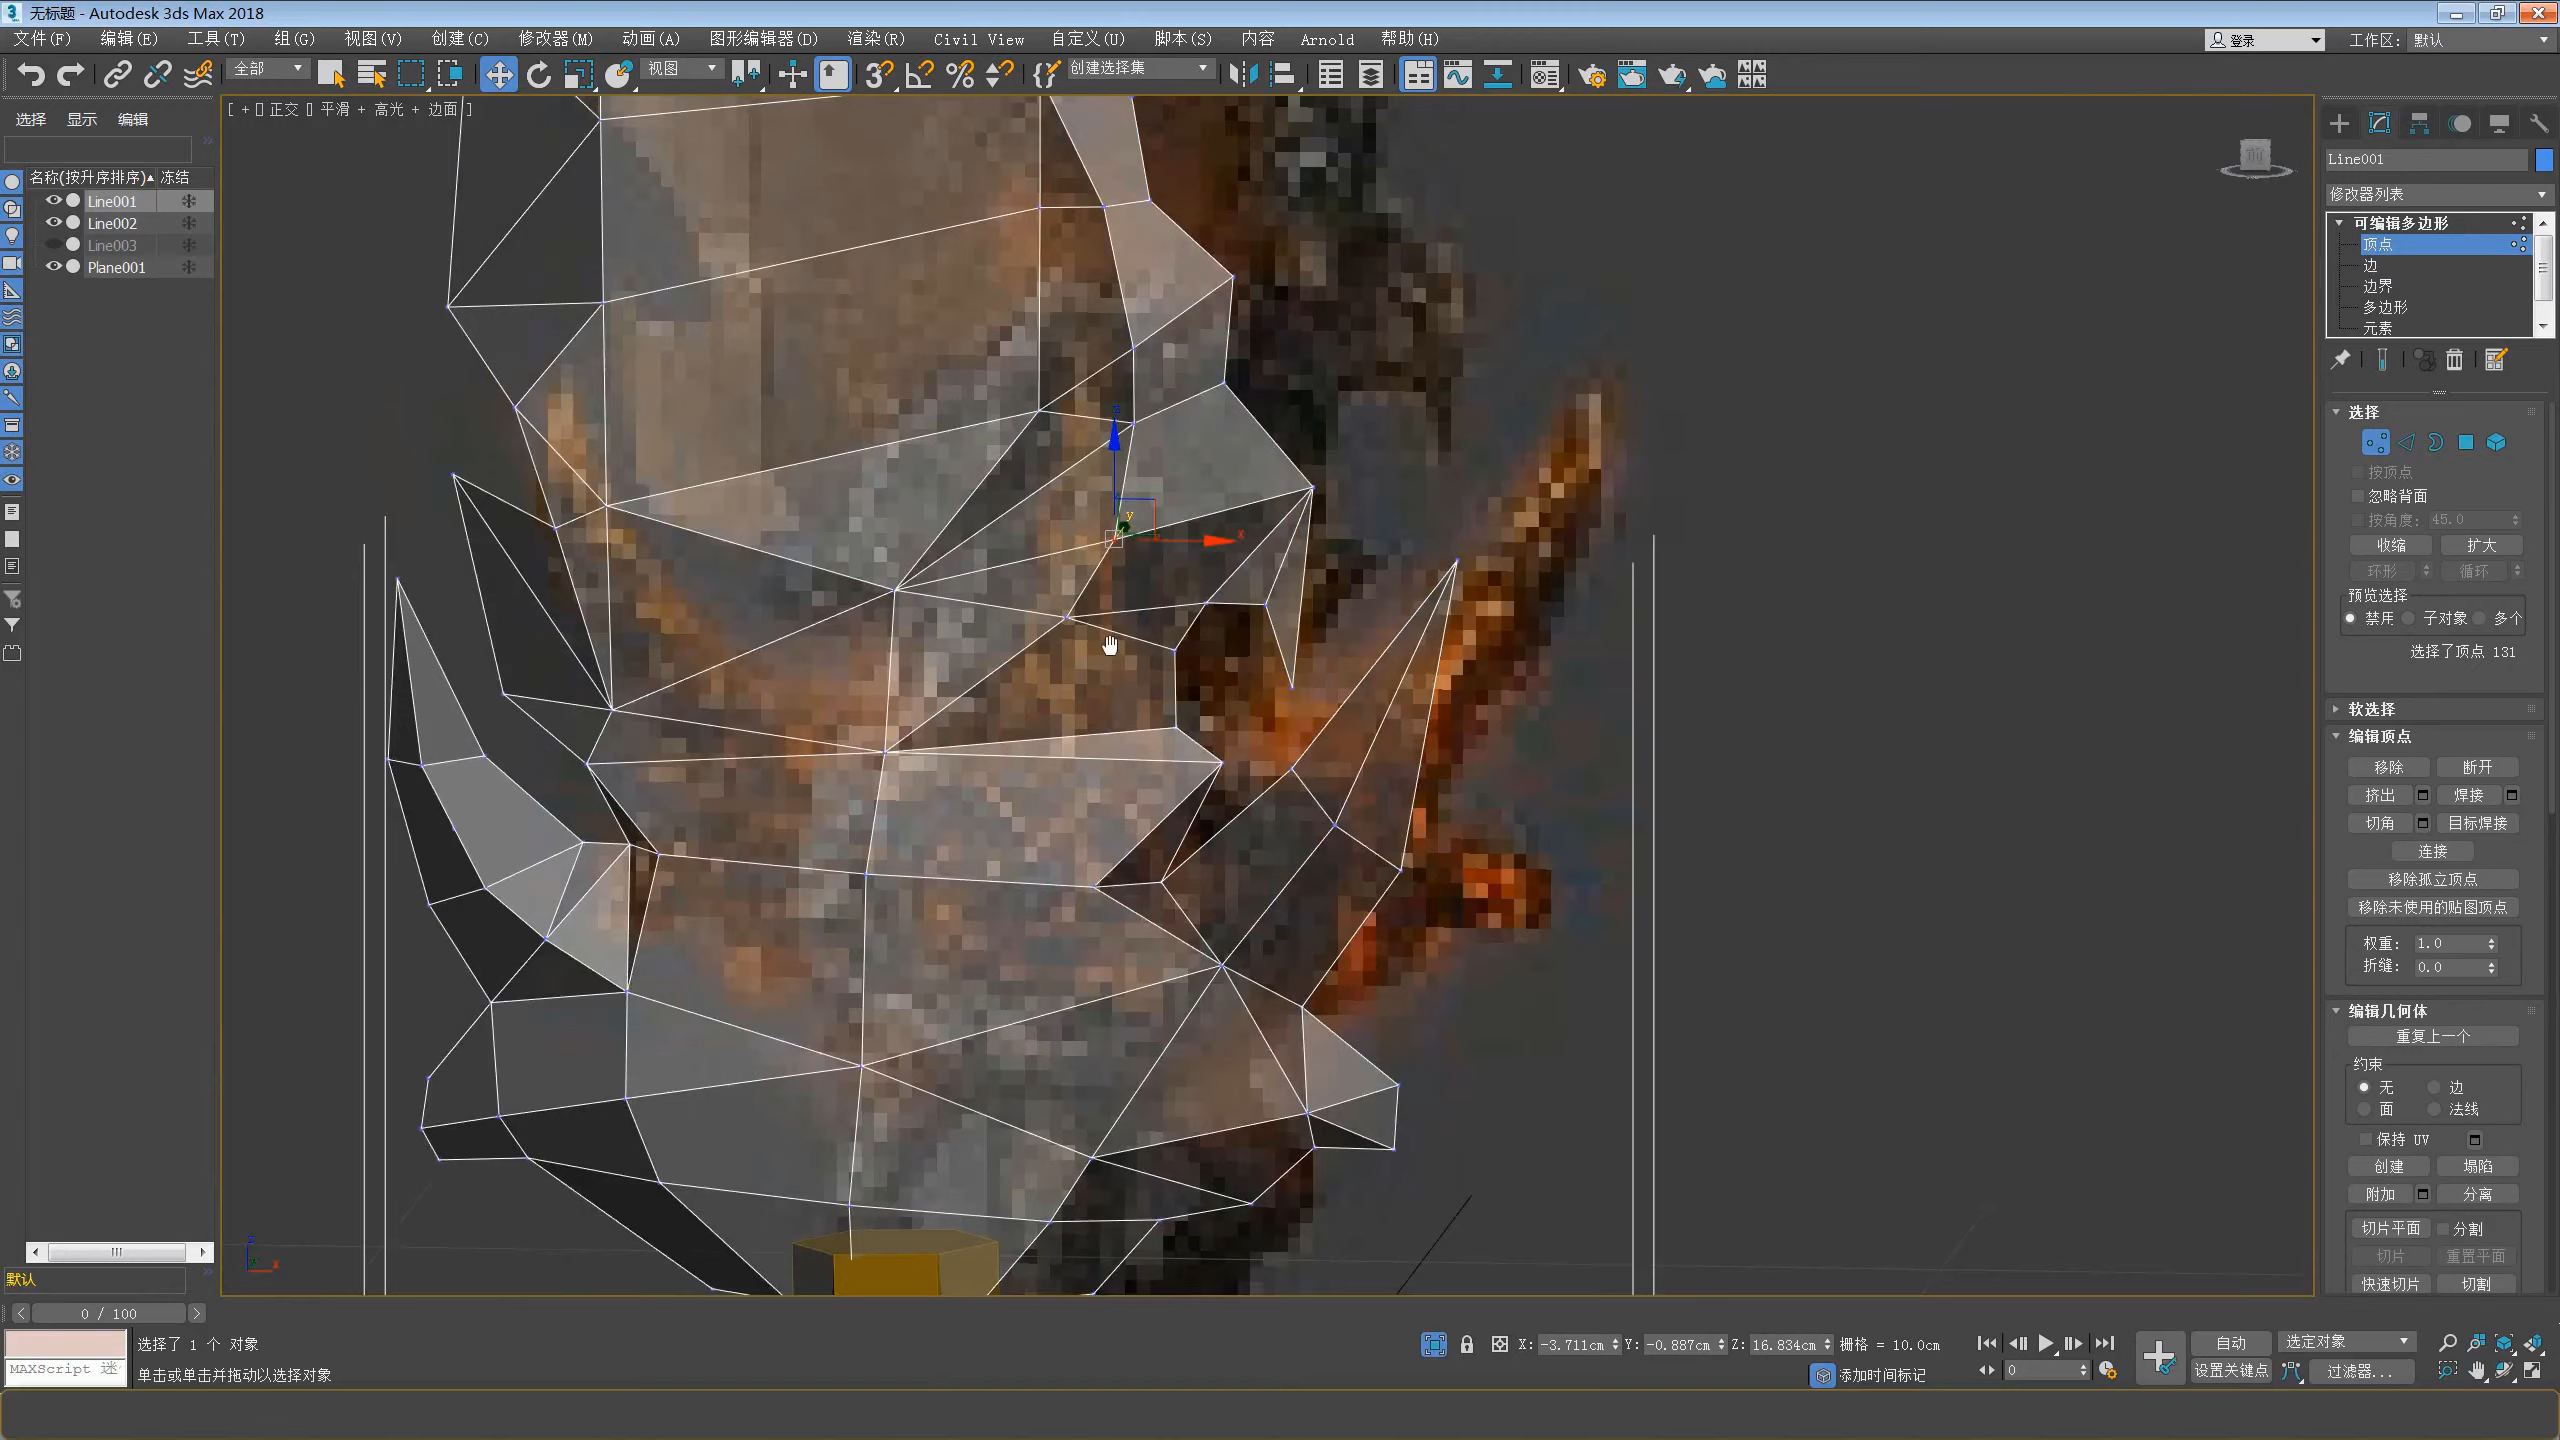 无标题 - Autodesk 3ds Max 2018
文件(F) 编辑(E) 工具(T) 组(G) 视图(V) 创建(C) 修改器(M) 动画(A) 图形编辑器(D) 渲染(R) Civil View 自定义(U) 脚本(S) 内容 Arnold 帮助(H)
登录 工作区: 默认
全部 视图 创建选择集
选择 显示 编辑
名称(按升序排序) 冻结
Line001
Line002
Line003
Plane001
默认
正交 平滑 + 高光 + 边面 ]
x
y
z
Line001
修改器列表
可编辑多边形
顶点
边
边界
多边形
元素
选择
按顶点
忽略背面
按角度: 45.0
收缩 扩大
环形 循环
预览选择
禁用 子对象 多个
选择了顶点 131
软选择
编辑顶点
移除 断开
挤出 焊接
切角 目标焊接
连接
移除孤立顶点
移除未使用的贴图顶点
权重: 1.0
折缝: 0.0
编辑几何体
重复上一个
约束
无 边
面 法线
保持 UV
创建 塌陷
附加 分离
切片平面 分割
切片 重置平面
快速切片 切割
0 / 100
选择了 1 个 对象
MAXScript 迷
单击或单击并拖动以选择对象
X: -3.711cm Y: -0.887cm Z: 16.834cm 栅格 = 10.0cm
添加时间标记
0
自动 选定对象
设置关键点 过滤器...